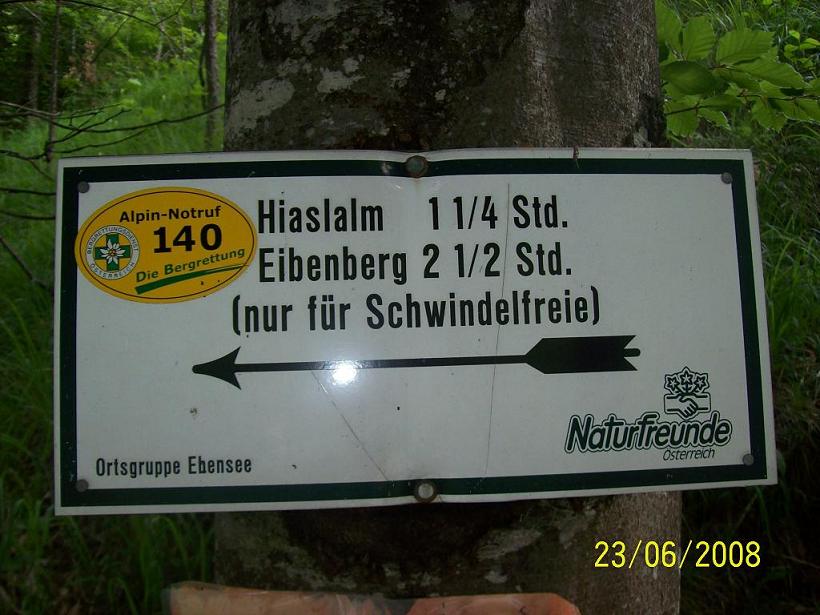 Alpin-Notruf
140
Die Bergrettung
Hiaslalm 1 1/4 Std.
Eibenberg 2 1/2 Std.
(nur für Schwindelfreie)
Ortsgruppe Ebensee
Naturfreunde
Österreich
23/06/2008